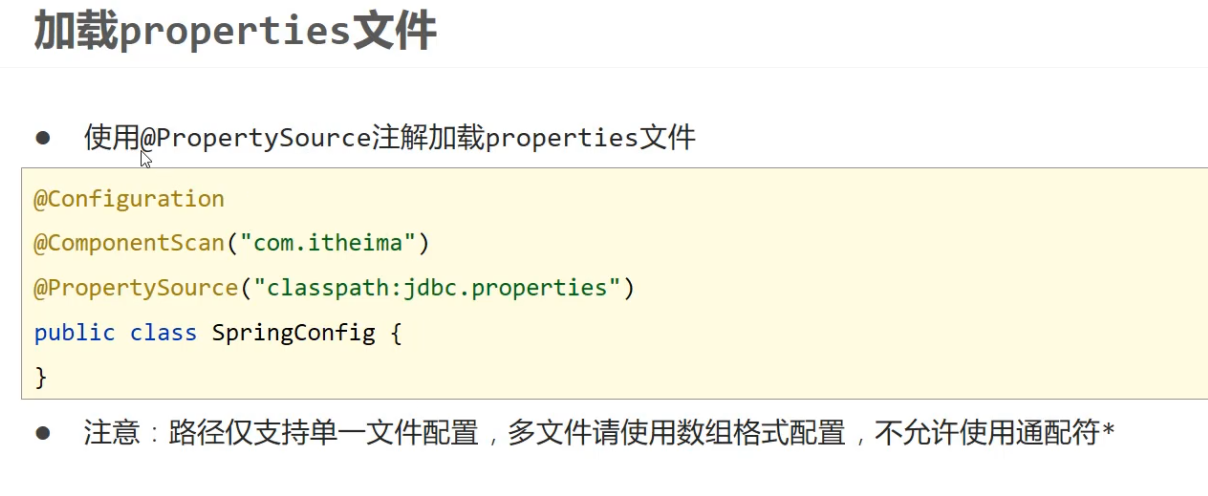 加载properties文件
● 使用@PropertySource注解加载properties文件
@Configuration
@ComponentScan("com.itheima")
@PropertySource("classpath:jdbc.properties")
public class SpringConfig {
}
● 注意：路径仅支持单一文件配置，多文件请使用数组格式配置，不允许使用通配符*